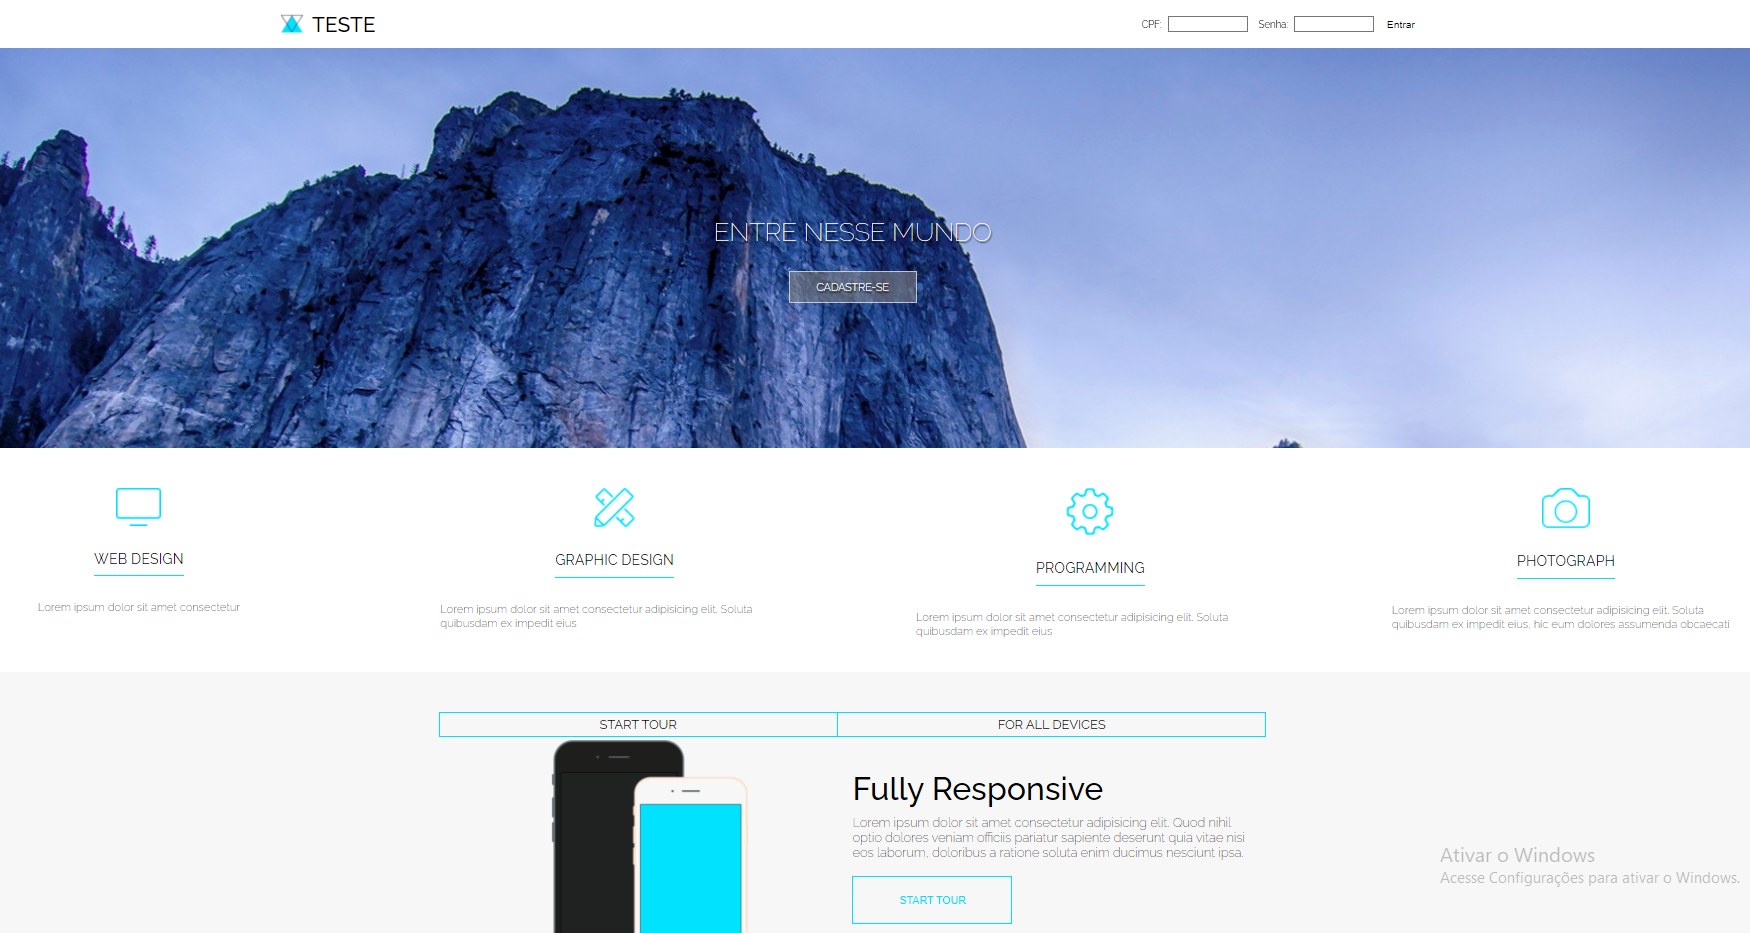 TESTE
CPF:
Senha:
Entrar
ENTRE NESSE MUNDO
CADASTRE-SE
WEB DESIGN
Lorem ipsum dolor sit amet consectetur
GRAPHIC DESIGN
Lorem ipsum dolor sit amet consectetur adipisicing elit. Soluta
quibusdam ex impedit eius
PROGRAMMING
Lorem ipsum dolor sit amet consectetur adipisicing elit. Soluta
quibusdam ex impedit eius
PHOTOGRAPH
Lorem ipsum dolor sit amet consectetur adipisicing elit. Soluta
quibusdam ex impedit eius, hic eum dolores assumenda obcaecati
START TOUR
FOR ALL DEVICES
Fully Responsive
Lorem ipsum dolor sit amet consectetur adipisicing elit. Quod nihil
optio dolores veniam officiis pariatur sapiente deserunt quia vitae nisi
eos laborum, doloribus a ratione soluta enim ducimus nesciunt ipsa.
START TOUR
Ativar o Windows
Acesse Configurações para ativar o Windows.